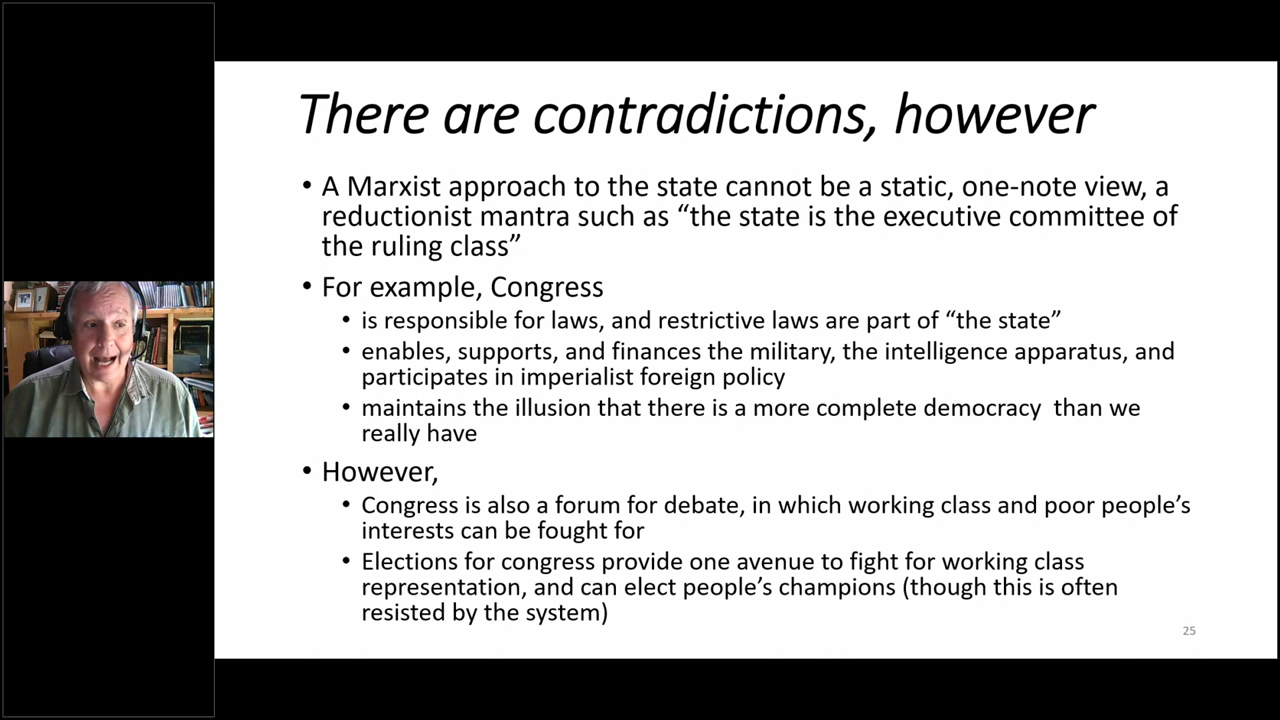 There are contradictions, however
• A Marxist approach to the state cannot be a static, one-note view, a
reductionist mantra such as “the state is the executive committee of
the ruling class”
• For example, Congress
• is responsible for laws, and restrictive laws are part of “the state”
• enables, supports, and finances the military, the intelligence apparatus, and
participates in imperialist foreign policy
• maintains the illusion that there is a more complete democracy  than we
really have
• However,
• Congress is also a forum for debate, in which working class and poor people’s
interests can be fought for
• Elections for congress provide one avenue to fight for working class
representation, and can elect people’s champions (though this is often
resisted by the system)
25